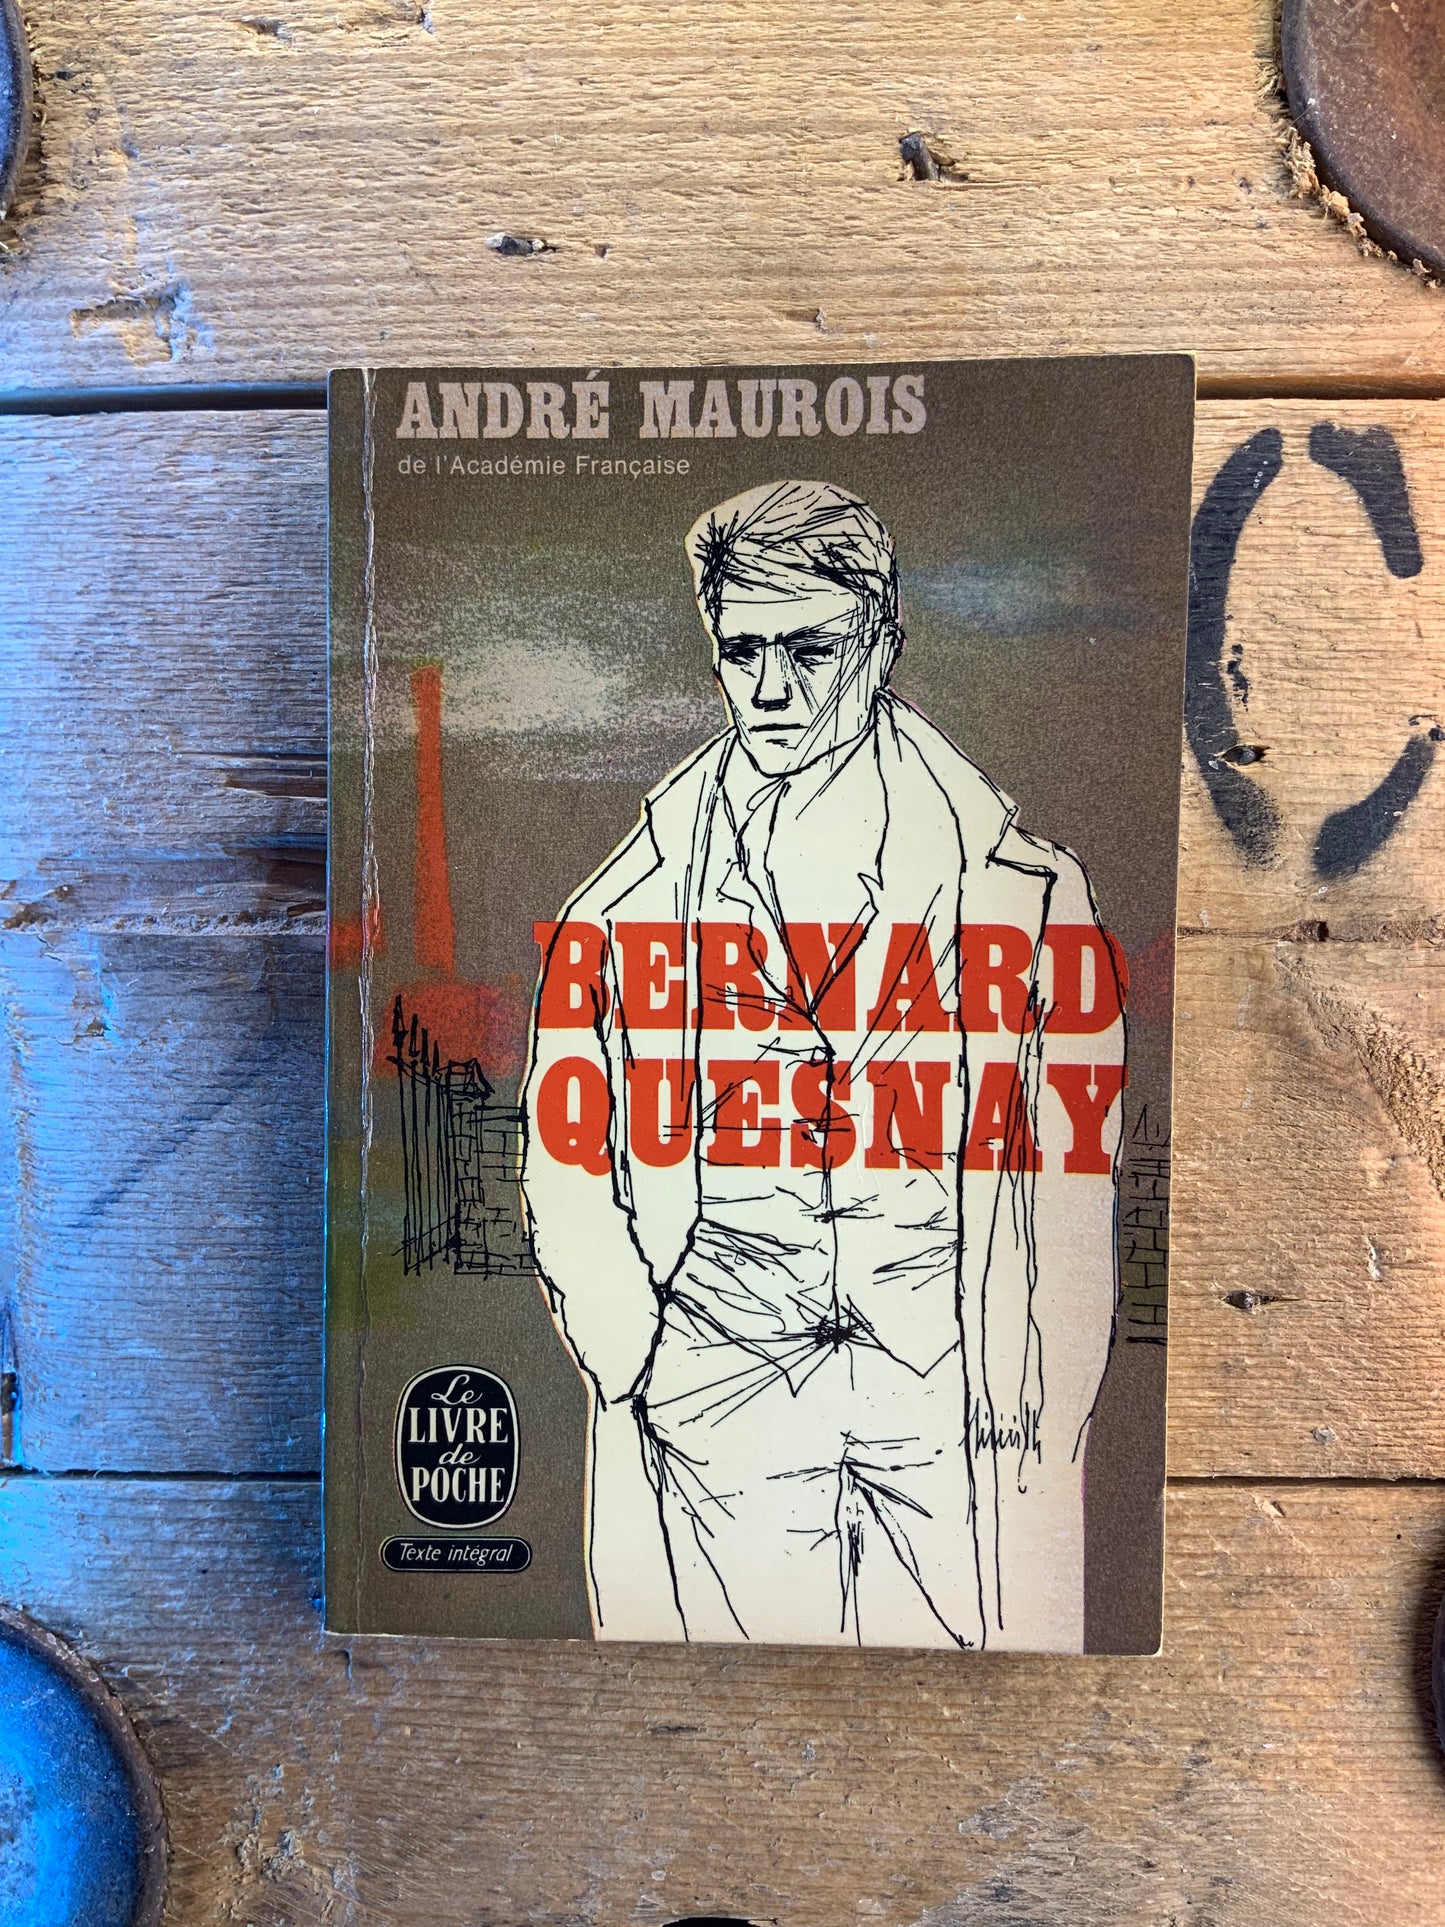 ANDRÉ MAUROIS
de l'Académie Française
BERNARD
QUESNAY
Le
LIVRE
de
POCHE
Texte intégral
C